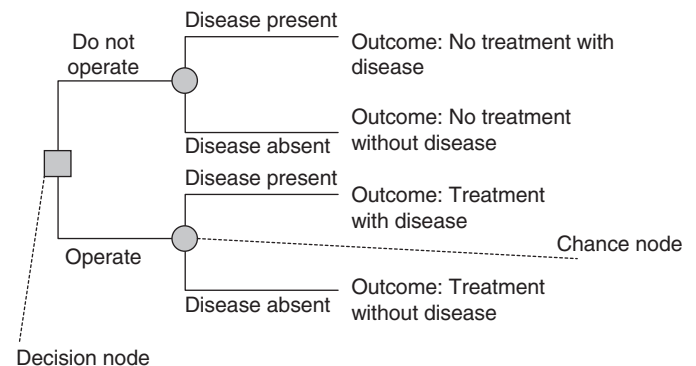 Disease present
Do not
operate
Outcome: No treatment with
disease
Outcome: No treatment
without disease
Disease absent
Disease present
Outcome: Treatment
with disease
Chance node
Operate
Outcome: Treatment
without disease
Disease absent
Decision node